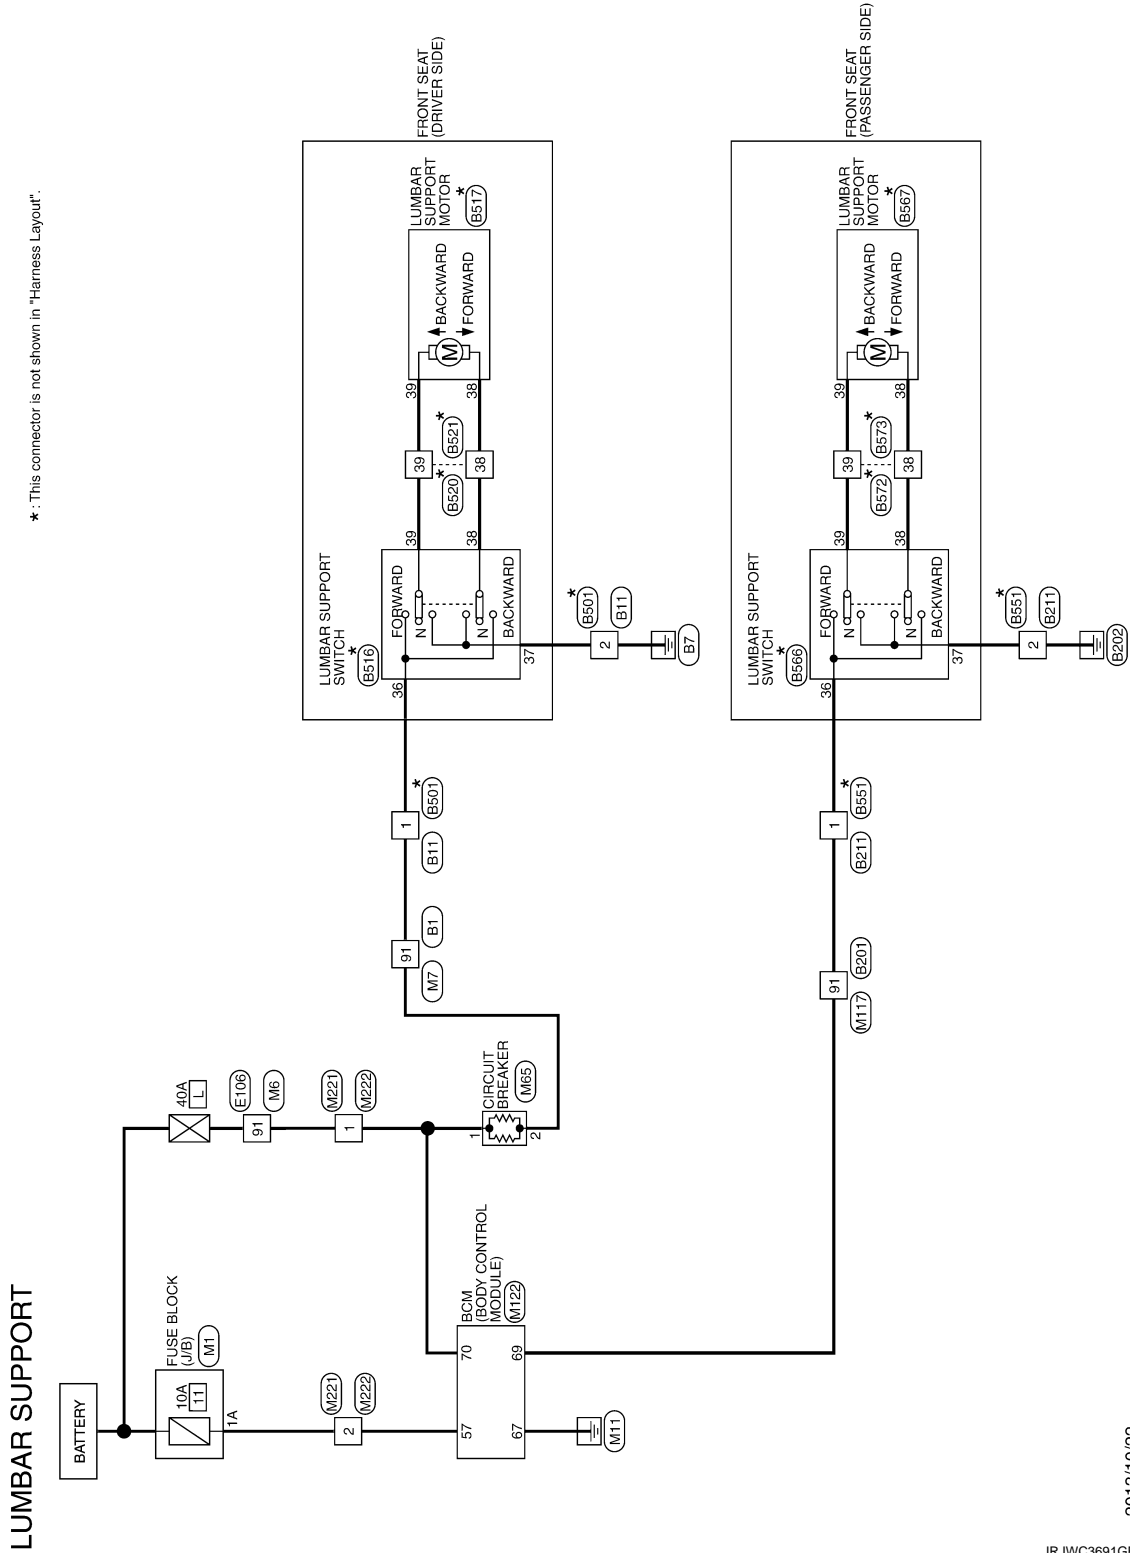 LUMBAR SUPPORT
* : This connector is not shown in "Harness Layout".
BATTERY
FUSE BLOCK
(J/B)
M1
10A
11
1A
40A
L
E106
M6
91
M221
M222
1
M221
M222
2
BCM
(BODY CONTROL
MODULE)
M122
57
70
67
69
M11
CIRCUIT
BREAKER
M65
1
2
91
M7
B1
1
B11
B501
*
FRONT SEAT
(DRIVER SIDE)
LUMBAR SUPPORT
SWITCH
*
B516
36
FORWARD
N
N
BACKWARD
37
39
38
39
38
B520
*
B521
*
39
38
LUMBAR
SUPPORT
MOTOR
*
B517
M
BACKWARD
FORWARD
2
*
B501
B11
B7
91
M117
B201
1
B211
B551
*
FRONT SEAT
(PASSENGER SIDE)
LUMBAR SUPPORT
SWITCH
*
B566
36
FORWARD
N
N
BACKWARD
37
39
38
39
38
B572
*
B573
*
39
38
LUMBAR
SUPPORT
MOTOR
*
B567
M
BACKWARD
FORWARD
2
*
B551
B211
B202